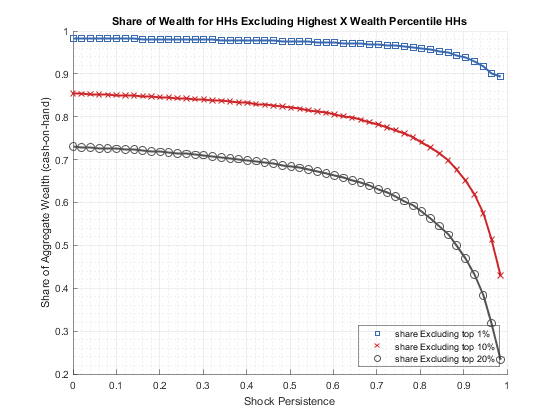 Share of Wealth for HHs Excluding Highest X Wealth Percentile HHs
1
0.9
0.8
0.7
0.6
0.5
0.4
0.3
0.2
Share of Aggregate Wealth (cash-on-hand)
share Excluding top 1%
share Excluding top 10%
share Excluding top 20%
0 0.1 0.2 0.3 0.4 0.5 0.6 0.7 0.8 0.9 1
Shock Persistence